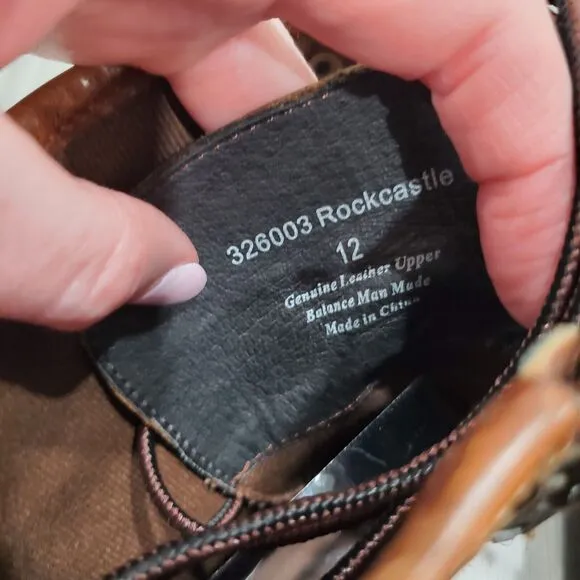 326003 Rockcastle
12
Genuine Leather Upper
Balance Man Made
Made in China